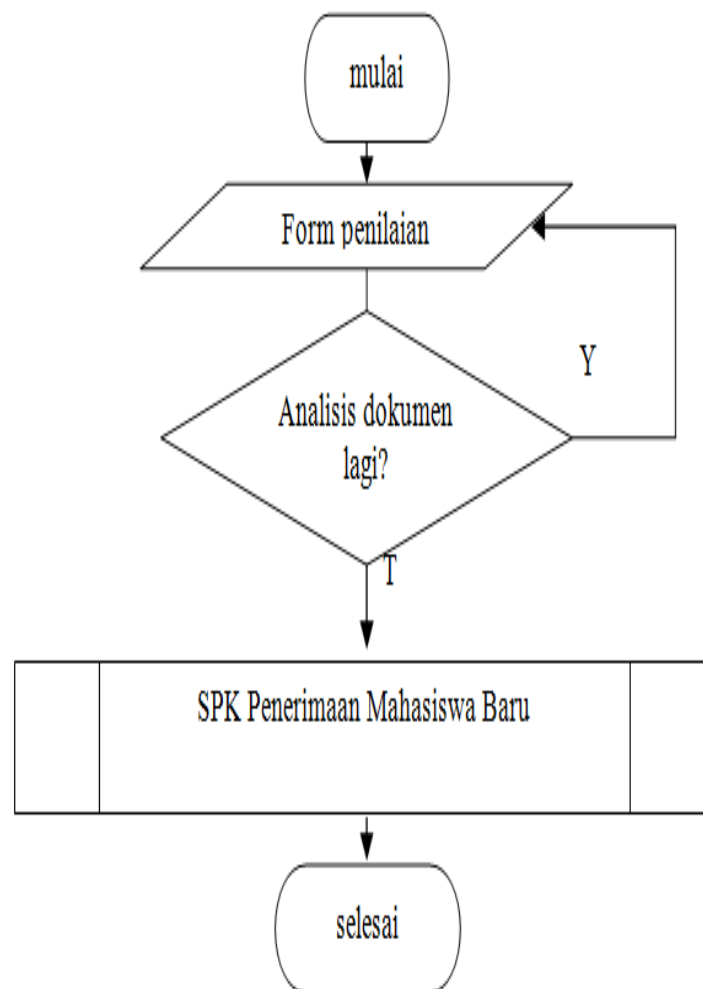 mulai
Form penilaian
Y
Analisis dokumen
lagi?
T
SPK Penerimaan Mahasiswa Baru
selesai